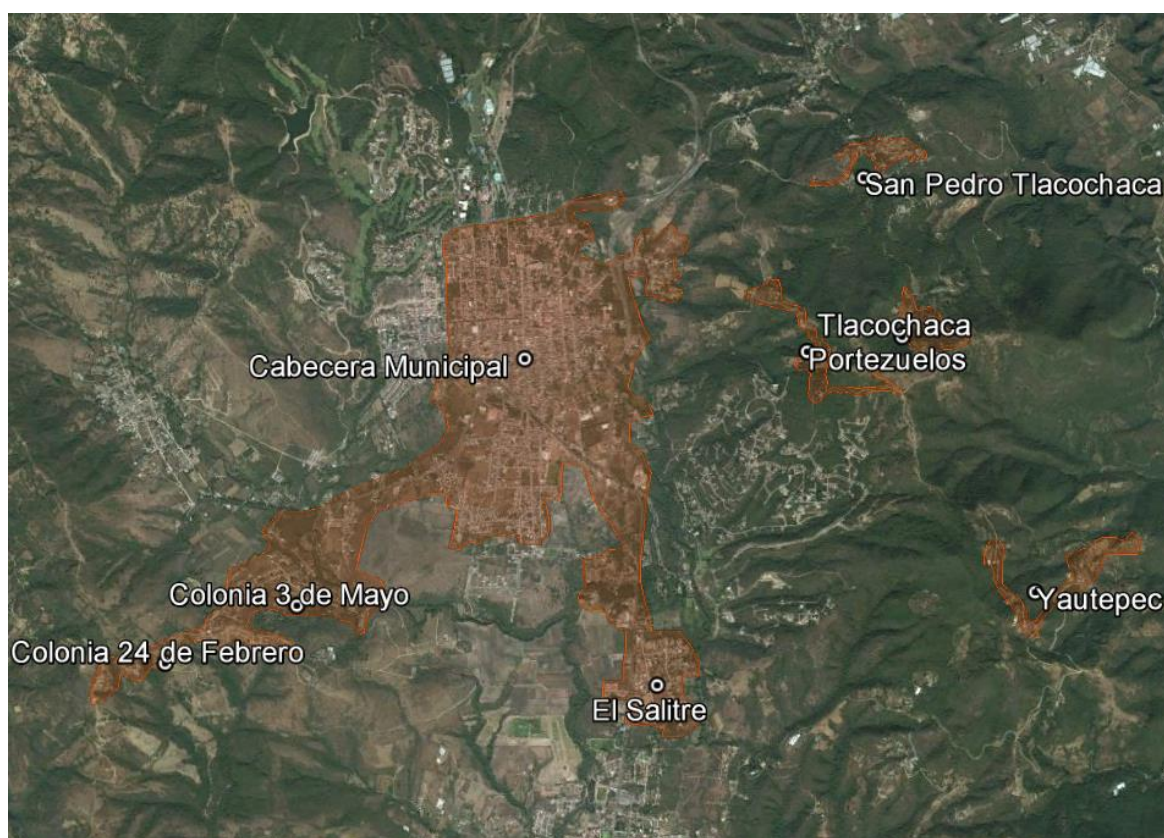 San Pedro Tlacochaca
Tlacochaca
Portezuelos
Cabecera Municipal
Colonia 3 de Mayo
Yautepec
Colonia 24 de Febrero
El Salitre